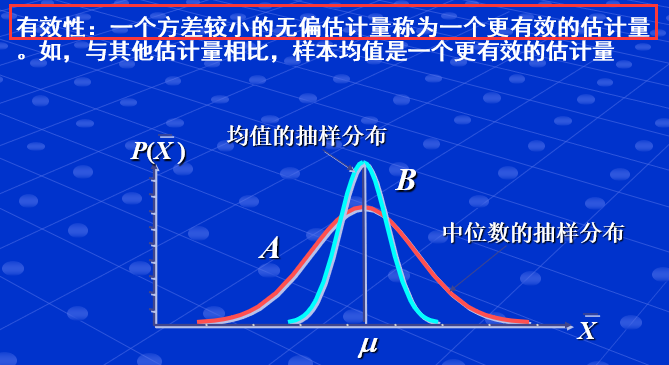 有效性：一个方差较小的无偏估计量称为一个更有效的估计量
。如，与其他估计量相比，样本均值是一个更有效的估计量
均值的抽样分布
P(X̅)
B
中位数的抽样分布
A
X̅
μ